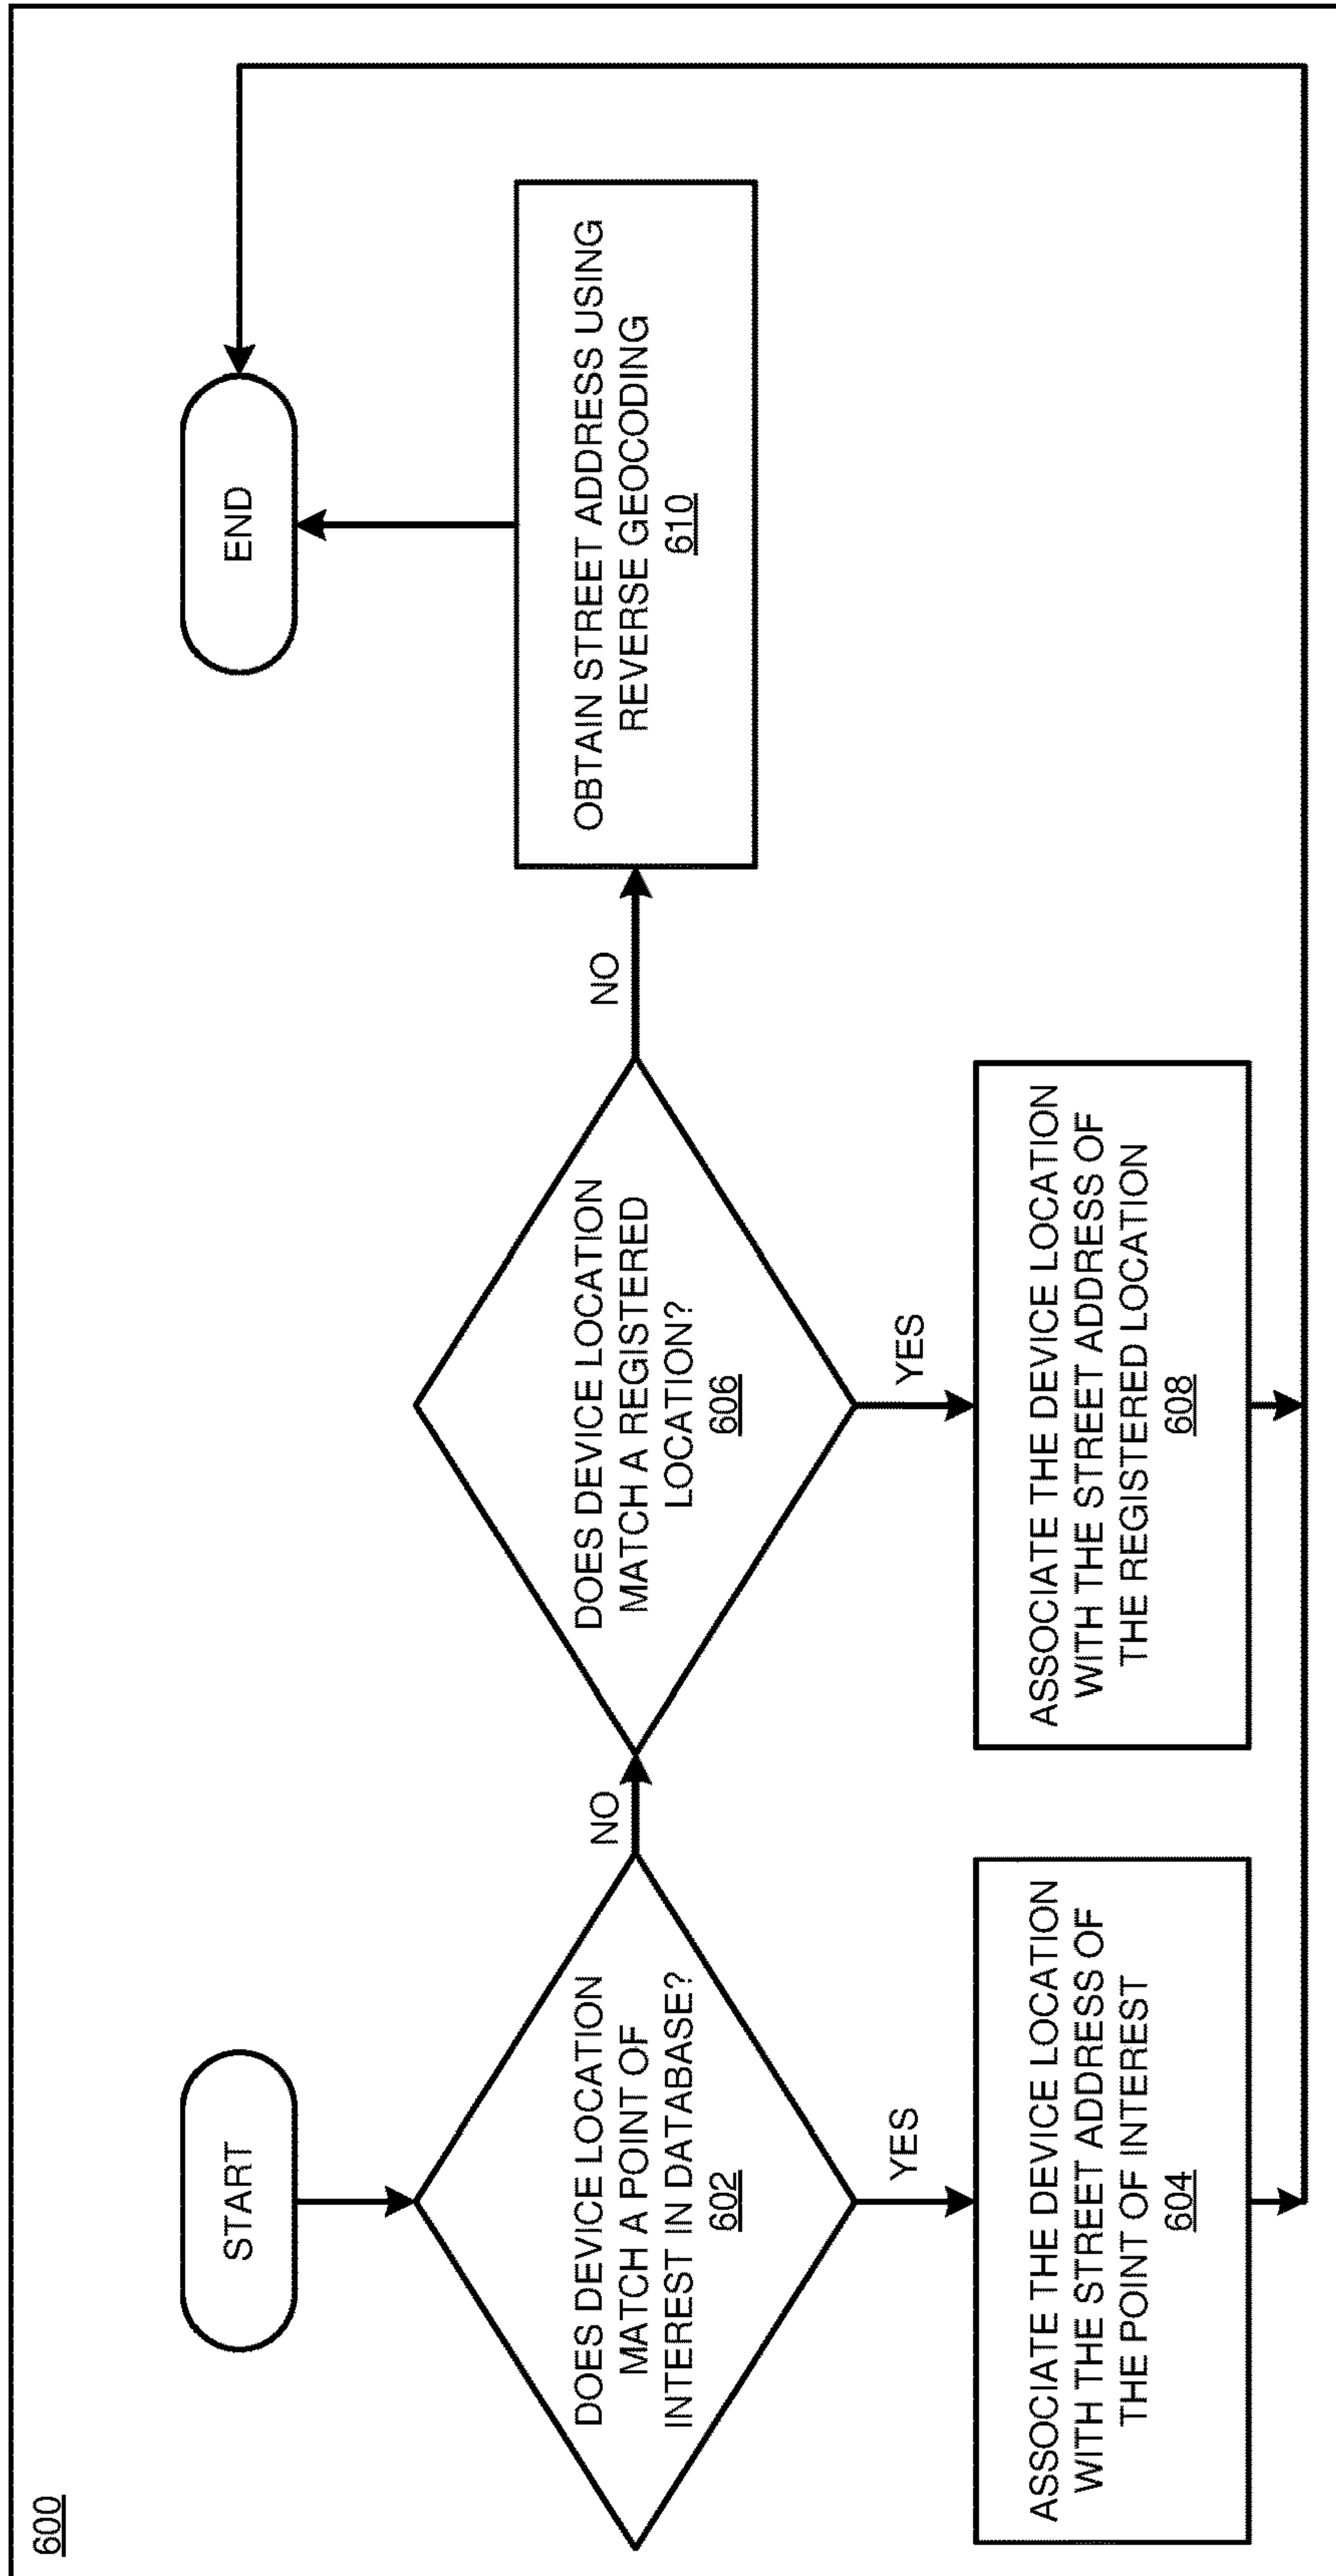 600
START
DOES DEVICE LOCATION
MATCH A POINT OF
INTEREST IN DATABASE?
602
YES
ASSOCIATE THE DEVICE LOCATION
WITH THE STREET ADDRESS OF
THE POINT OF INTEREST
604
NO
DOES DEVICE LOCATION
MATCH A REGISTERED
LOCATION?
606
YES
ASSOCIATE THE DEVICE LOCATION
WITH THE STREET ADDRESS OF
THE REGISTERED LOCATION
608
NO
OBTAIN STREET ADDRESS USING
REVERSE GEOCODING
610
END